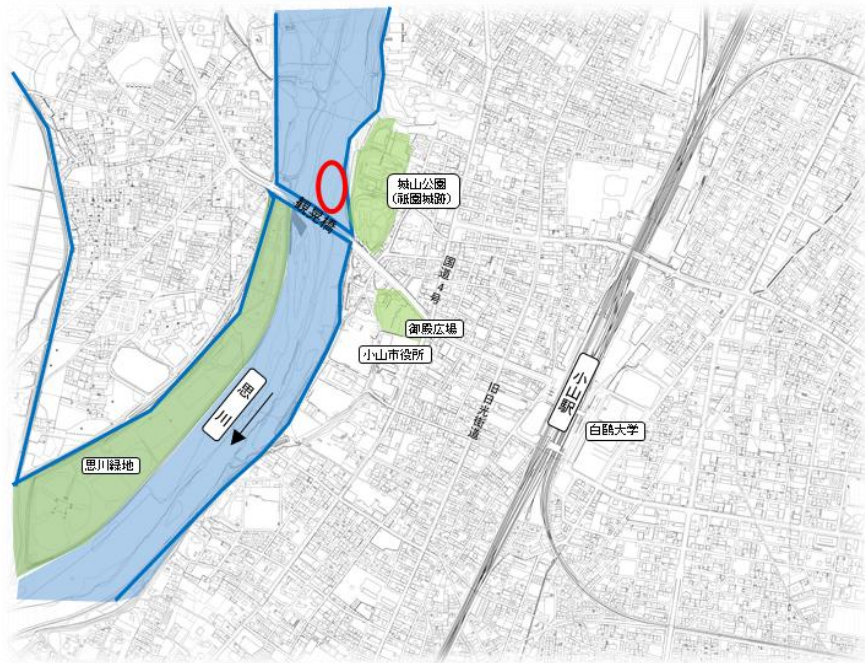 城山公園
(祇園城跡)
観晃橋
国道4号
御殿広場
小山市役所
思川
小山駅
旧日光街道
白鷗大学
思川緑地